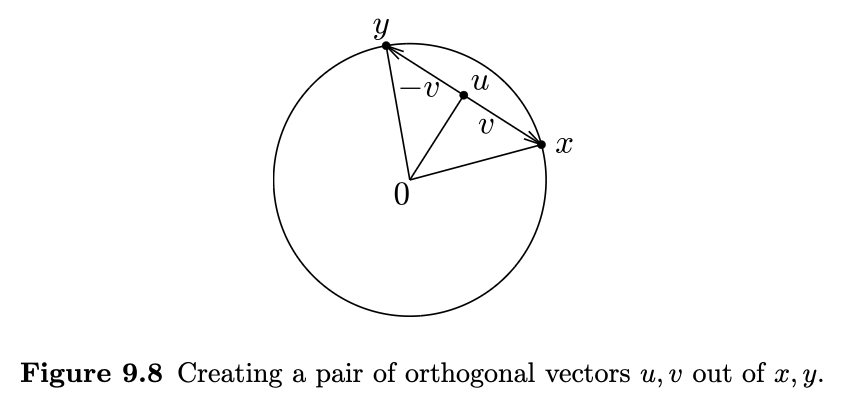 y
−v
u
v
x
0
Figure 9.8 Creating a pair of orthogonal vectors u, v out of x, y.